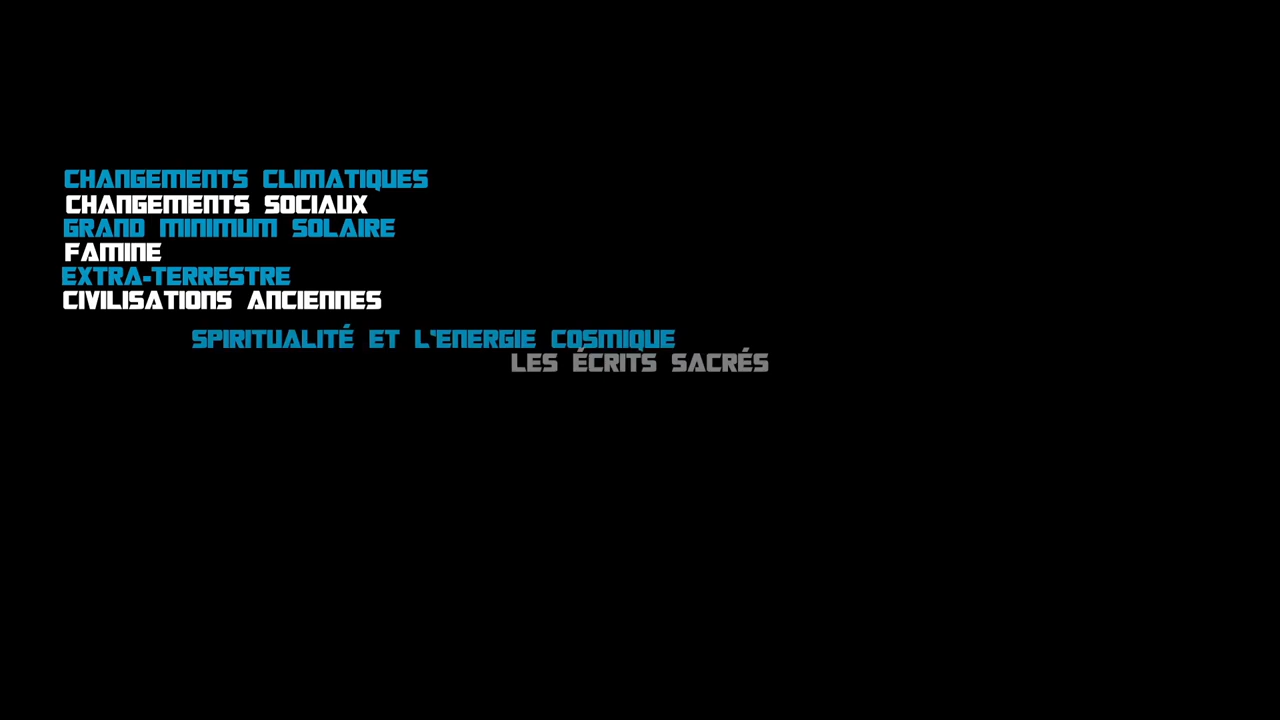 CHANGEMENTS CLIMATIQUES
CHANGEMENTS SOCIAUX
GRAND MINIMUM SOLAIRE
FAMINE
EXTRA-TERRESTRE
CIVILISATIONS ANCIENNES
SPIRITUALITÉ ET L'ENERGIE COSMIQUE
LES ÉCRITS SACRÉS